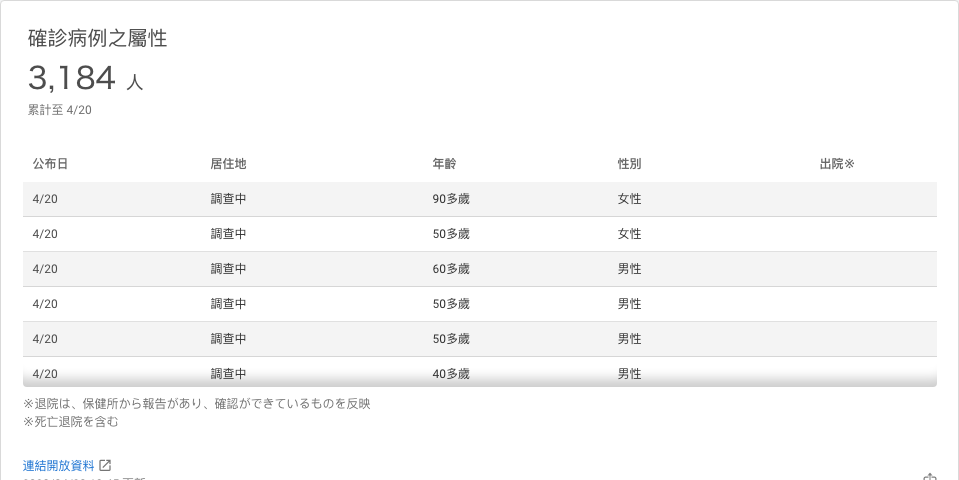 確診病例之屬性
3,184 人
累計至 4/20
公布日 居住地 年齡 性別 出院※
4/20 調查中 90多歲 女性
4/20 調查中 50多歲 女性
4/20 調查中 60多歲 男性
4/20 調查中 50多歲 男性
4/20 調查中 50多歲 男性
4/20 調查中 40多歲 男性
※退院は、保健所から報告があり、確認ができているものを反映
※死亡退院を含む
連結開放資料